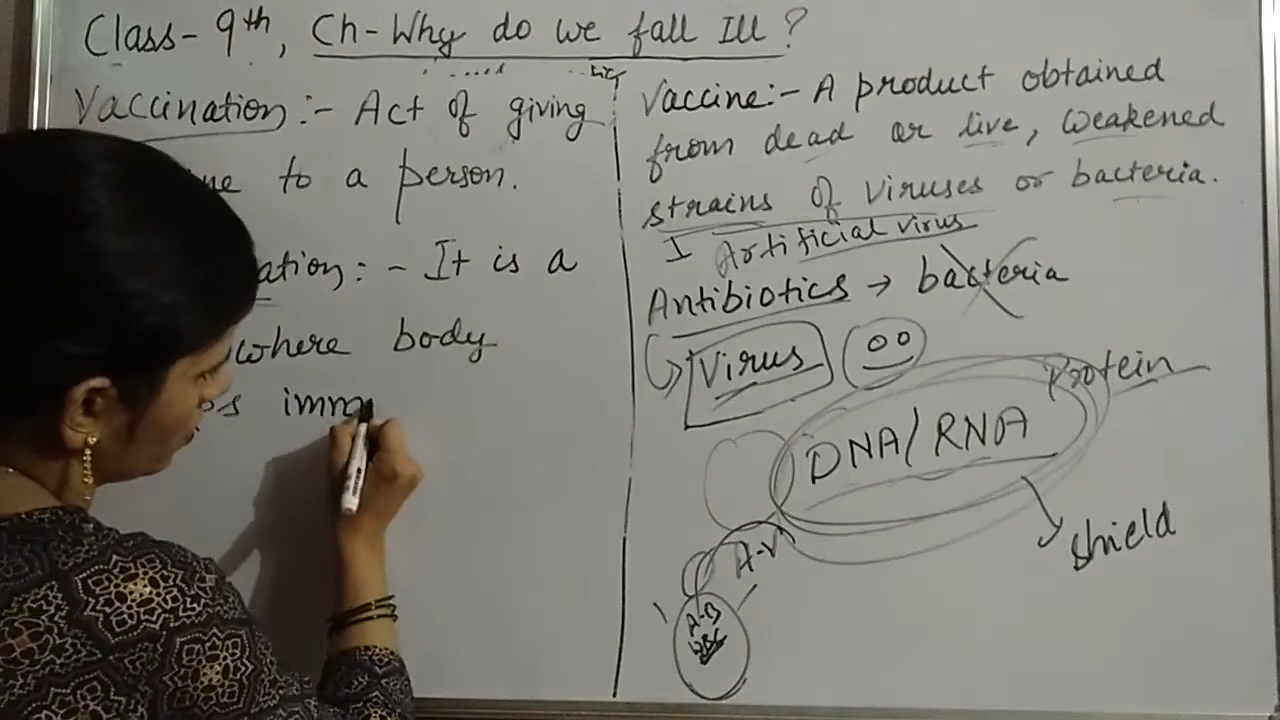 Class- 9th, Ch- Why do we fall Ill ?
Vaccination :- Act of giving
to a person.
ation: - It is a
where body
imm
Vaccine:- A product obtained
from dead or live, weakened
strains of viruses or bacteria.
I Artificial virus
Antibiotics → bacteria
Virus
Protein
DNA/RNA
shield
A-V
A-B
WBC